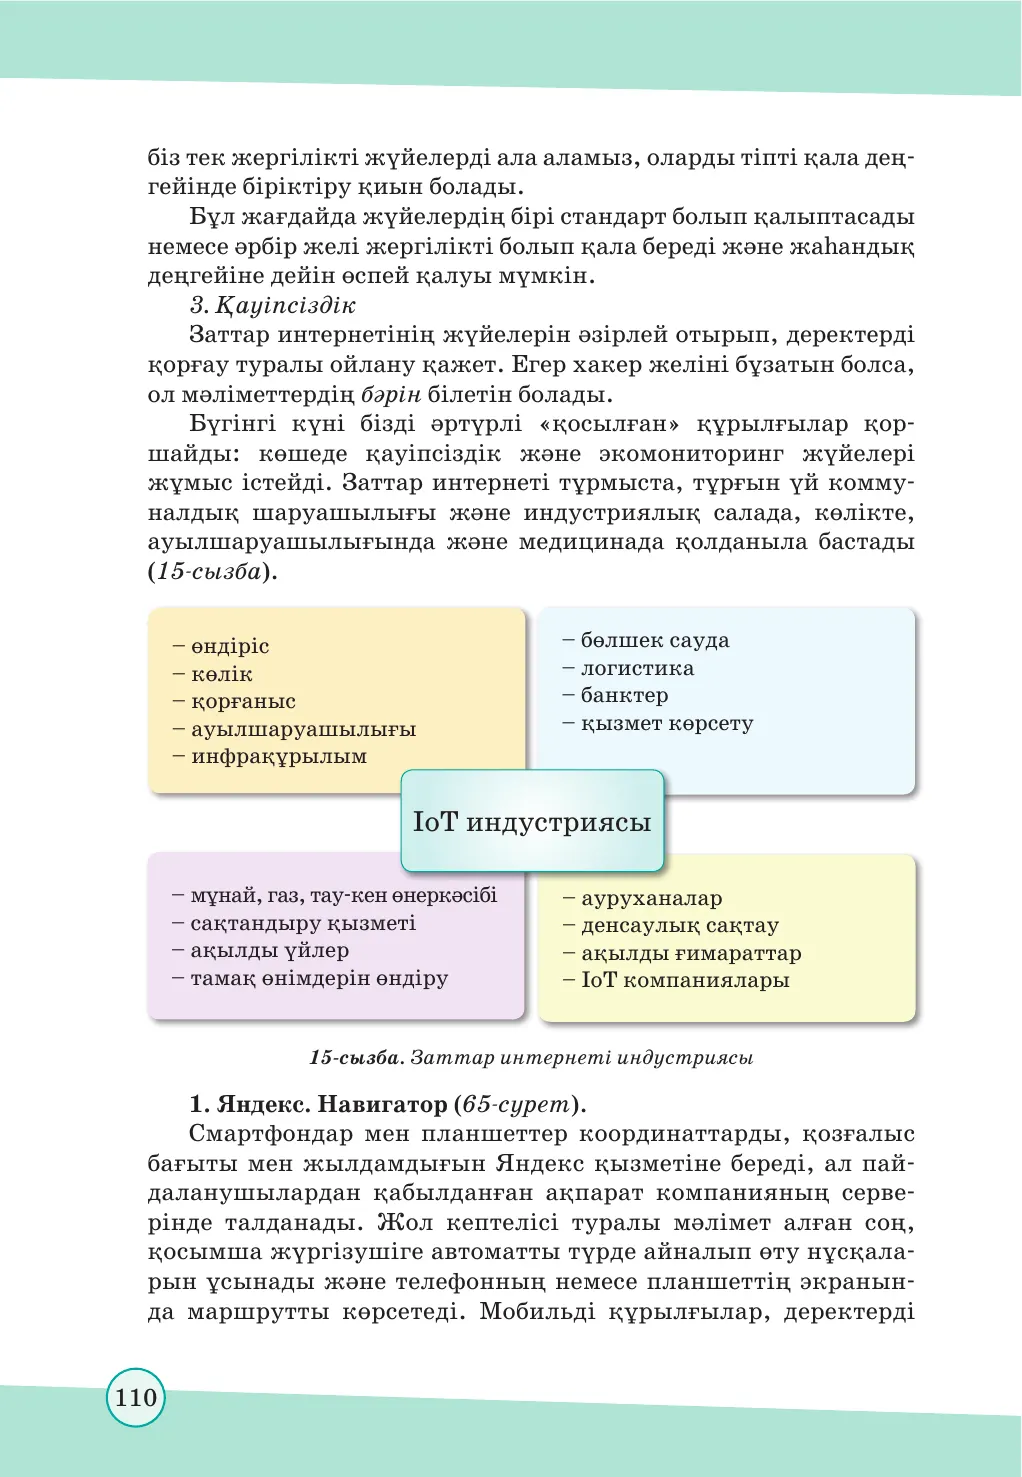 біз тек жергілікті жүйелерді ала аламыз, оларды тіпті қала дең-
гейінде біріктіру қиын болады.
Бұл жағдайда жүйелердің бірі стандарт болып қалыптасады
немесе әрбір желі жергілікті болып қала береді және жаһандық
деңгейіне дейін өспей қалуы мүмкін.
3. Қауіпсіздік
Заттар интернетінің жүйелерін әзірлей отырып, деректерді
қорғау туралы ойлану қажет. Егер хакер желіні бұзатын болса,
ол мәліметтердің бәрін білетін болады.
Бүгінгі күні бізді әртүрлі «қосылған» құрылғылар қор-
шайды: көшеде қауіпсіздік және экомониторинг жүйелері
жұмыс істейді. Заттар интернеті тұрмыста, тұрғын үй комму-
налдық шаруашылығы және индустриялық салада, көлікте,
ауылшаруашылығында және медицинада қолданыла бастады
(15-сызба).
– өндіріс
– көлік
– қорғаныс
– ауылшаруашылығы
– инфрақұрылым
– бөлшек сауда
– логистика
– банктер
– қызмет көрсету
IoT индустриясы
– мұнай, газ, тау-кен өнеркәсібі
– сақтандыру қызметі
– ақылды үйлер
– тамақ өнімдерін өндіру
– ауруханалар
– денсаулық сақтау
– ақылды ғимараттар
– IoT компаниялары
15-сызба. Заттар интернеті индустриясы
1. Яндекс. Навигатор (65-сурет).
Смартфондар мен планшеттер координаттарды, қозғалыс
бағыты мен жылдамдығын Яндекс қызметіне береді, ал пай-
даланушылардан қабылданған ақпарат компанияның серве-
рінде талданады. Жол кептелісі туралы мәлімет алған соң,
қосымша жүргізушіге автоматты түрде айналып өту нұсқала-
рын ұсынады және телефонның немесе планшеттің экранын-
да маршрутты көрсетеді. Мобильді құрылғылар, деректерді
110